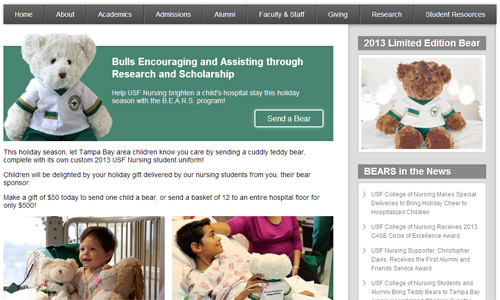 Home About Academics Admissions Alumni Faculty & Staff Giving Research Student Resources
Bulls Encouraging and Assisting through
Research and Scholarship
Help USF Nursing brighten a child's hospital stay this holiday
season with the B.E.A.R.S. program!
Send a Bear
This holiday season, let Tampa Bay area children know you care by sending a cuddly teddy bear,
complete with its own custom 2013 USF Nursing student uniform!
Children will be delighted by your holiday gift delivered by our nursing students from you, their bear
sponsor.
Make a gift of $50 today to send one child a bear, or send a basket of 12 to an entire hospital floor for
only $500!
2013 Limited Edition Bear
BEARS in the News
USF College of Nursing Makes Special
Deliveries to Bring Holiday Cheer to
Hospitalized Children
USF College of Nursing Receives 2013
CASE Circle of Excellence Award
USF Nursing Supporter, Christopher
Davis, Receives the First Alumni and
Friends Service Award
USF College of Nursing Students and
Alumni Bring Teddy Bears to Tampa Bay